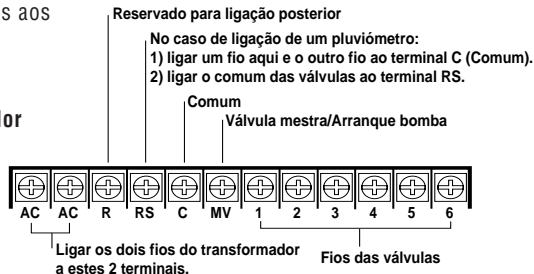 s aos
Reservado para ligação posterior
No caso de ligação de um pluviómetro:
1) ligar um fio aqui e o outro fio ao terminal C (Comum).
2) ligar o comum das válvulas ao terminal RS.
Comum
dor
Válvula mestra/Arranque bomba
AC AC R RS C MV 1 2 3 4 5 6
Ligar os dois fios do transformador
a estes 2 terminais.
Fios das válvulas